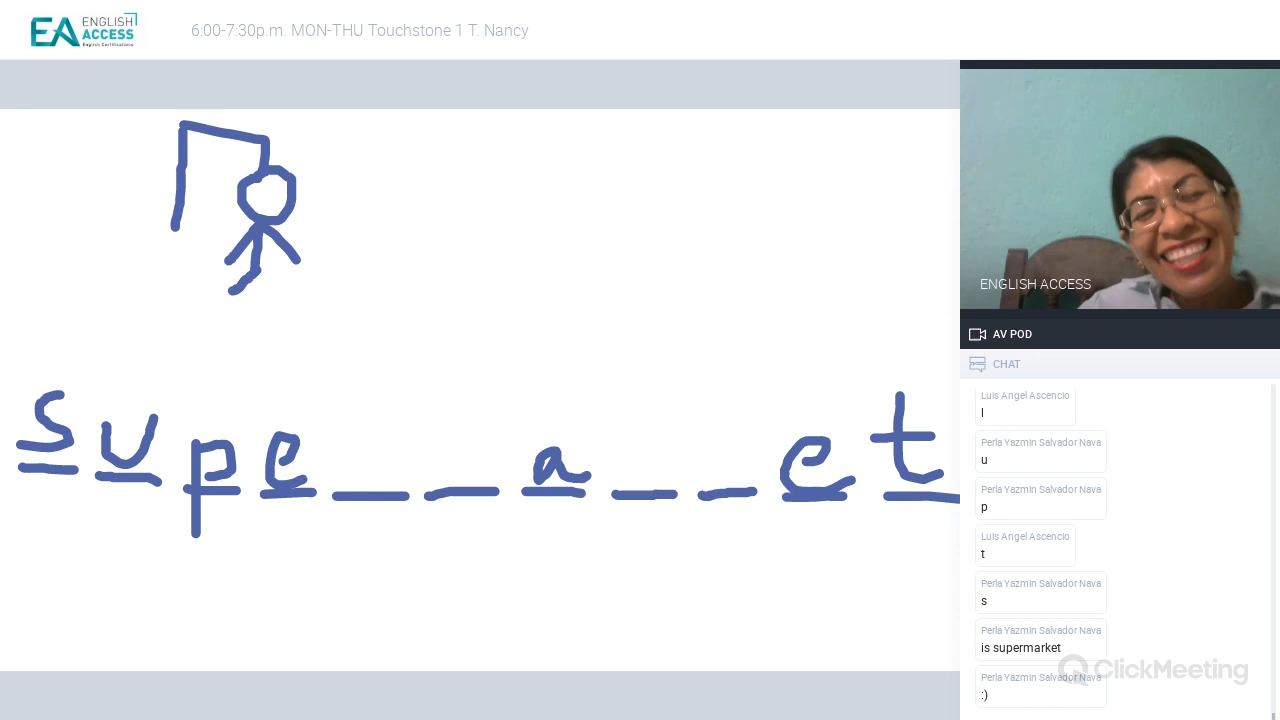 EA ENGLISH ACCESS
English Certifications
6:00-7:30p.m. MON-THU Touchstone 1 T. Nancy
s u p e _ _ a _ _ e t
ENGLISH ACCESS
AV POD
CHAT
Luis Angel Ascencio
l
Perla Yazmin Salvador Nava
u
Perla Yazmin Salvador Nava
p
Luis Angel Ascencio
t
Perla Yazmin Salvador Nava
s
Perla Yazmin Salvador Nava
is supermarket
Perla Yazmin Salvador Nava
:)
ClickMeeting